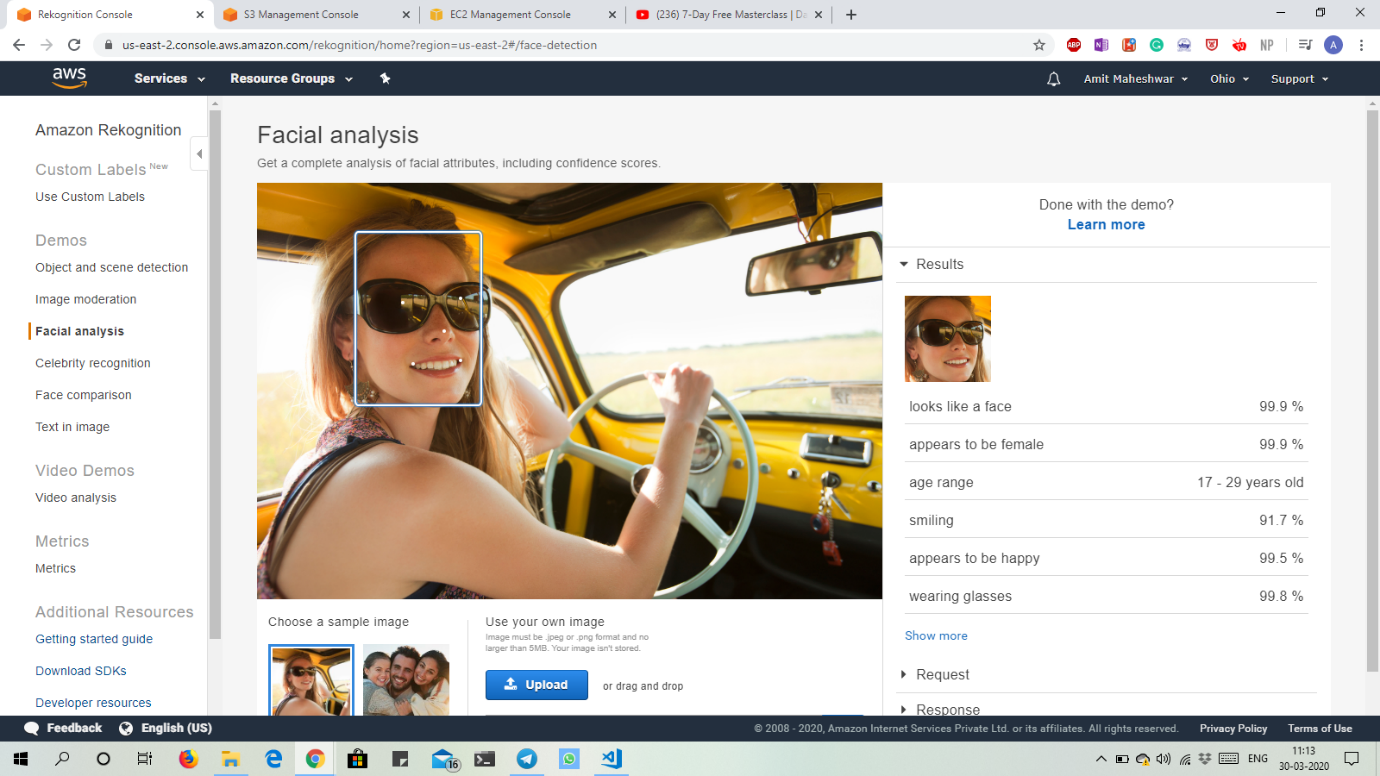 Rekognition Console
S3 Management Console
EC2 Management Console
(236) 7-Day Free Masterclass | Da
us-east-2.console.aws.amazon.com/rekognition/home?region=us-east-2#/face-detection
ABP
NP
A
aws
Services
Resource Groups
Amit Maheshwar
Ohio
Support
Amazon Rekognition
Custom Labels New
Use Custom Labels
Demos
Object and scene detection
Image moderation
Facial analysis
Celebrity recognition
Face comparison
Text in image
Video Demos
Video analysis
Metrics
Metrics
Additional Resources
Getting started guide
Download SDKs
Developer resources
Facial analysis
Get a complete analysis of facial attributes, including confidence scores.
Choose a sample image
Use your own image
Image must be .jpeg or .png format and no
larger than 5MB. Your image isn't stored.
Upload
or drag and drop
Done with the demo?
Learn more
Results
looks like a face 99.9 %
appears to be female 99.9 %
age range 17 - 29 years old
smiling 91.7 %
appears to be happy 99.5 %
wearing glasses 99.8 %
Show more
Request
Response
Feedback
English (US)
© 2008 - 2020, Amazon Internet Services Private Ltd. or its affiliates. All rights reserved.
Privacy Policy
Terms of Use
16
ENG
11:13
30-03-2020